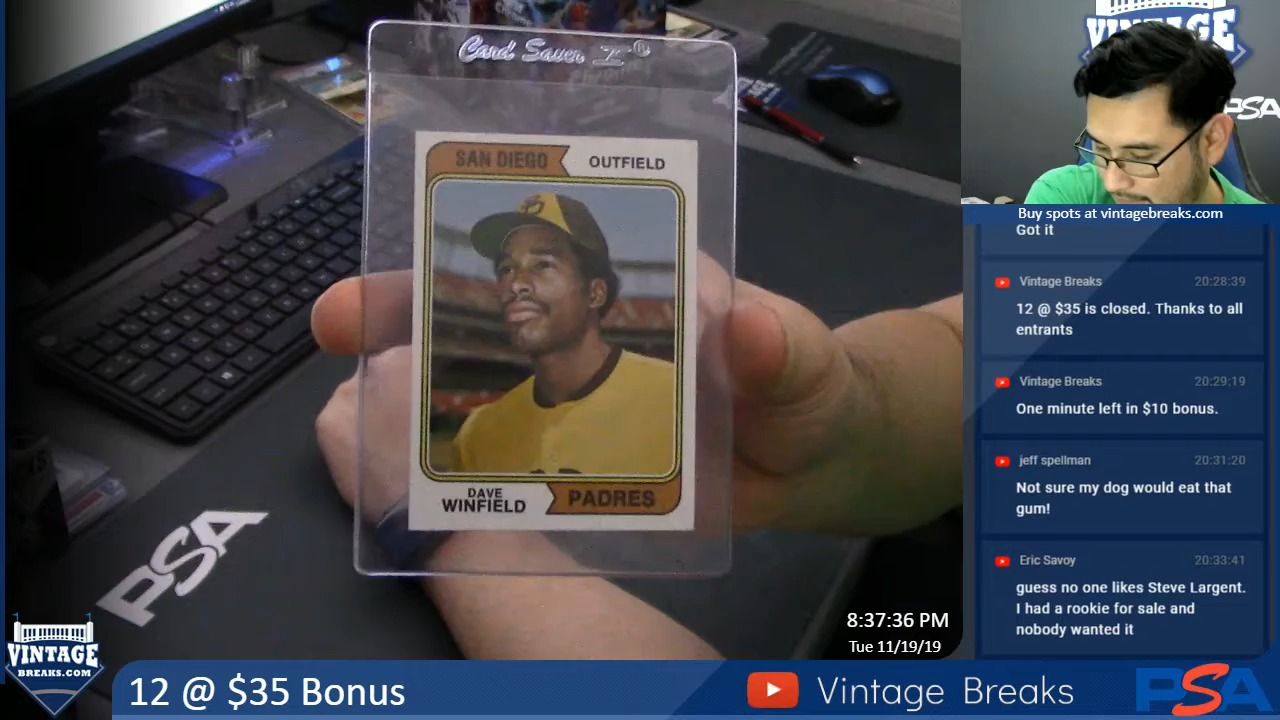 Card Saver I®
SAN DIEGO
OUTFIELD
DAVE
WINFIELD
PADRES
PSA
VINTAGE
PSA
Buy spots at vintagebreaks.com
Got it
Vintage Breaks 20:28:39
12 @ $35 is closed. Thanks to all
entrants
Vintage Breaks 20:29:19
One minute left in $10 bonus.
jeff spellman 20:31:20
Not sure my dog would eat that
gum!
Eric Savoy 20:33:41
guess no one likes Steve Largent.
I had a rookie for sale and
nobody wanted it
8:37:36 PM
Tue 11/19/19
VINTAGE
BREAKS.COM
12 @ $35 Bonus
Vintage Breaks
PSA